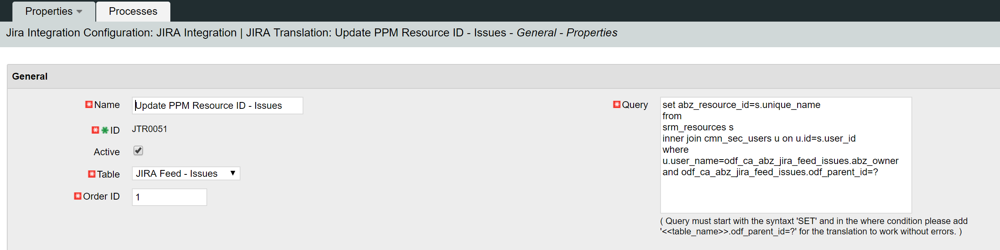 Properties
Processes
Jira Integration Configuration: JIRA Integration | JIRA Translation: Update PPM Resource ID - Issues - General - Properties
General
Name
Update PPM Resource ID - Issues
ID
JTR0051
Active
Table
JIRA Feed - Issues
Order ID
1
Query
set abz_resource_id=s.unique_name
from
srm_resources s
inner join cmn_sec_users u on u.id=s.user_id
where
u.user_name=odf_ca_abz_jira_feed_issues.abz_owner
and odf_ca_abz_jira_feed_issues.odf_parent_id=?
( Query must start with the syntaxt 'SET' and in the where condition please add
'<<table_name>>.odf_parent_id=?' for the translation to work without errors. )